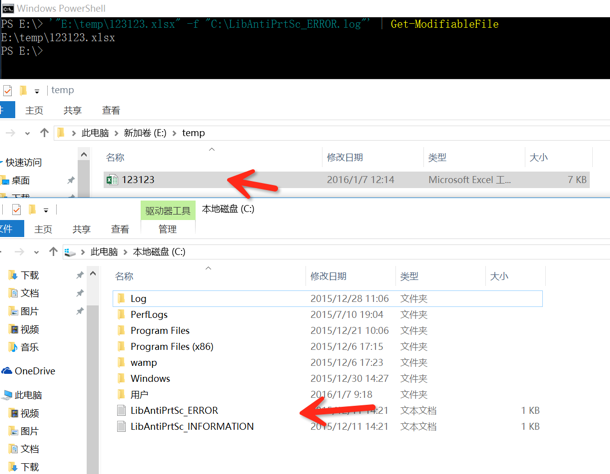 Windows PowerShell
PS E:\> '"E:\temp\123123.xlsx" -f "C:\LibAntiPrtSc_ERROR.log"' | Get-ModifiableFile
E:\temp\123123.xlsx
PS E:\>
temp
件 主页 共享 查看
此电脑 > 新加卷 (E:) > temp
快速访问 名称 修改日期 类型 大小
桌面 123123 2016/1/7 12:14 Microsoft Excel 工... 7 KB
下载
驱动器工具 本地磁盘 (C:)
文件 主页 共享 查看 管理
此电脑 > 本地磁盘 (C:)
名称 修改日期 类型 大小
下载 Log 2015/12/28 11:06 文件夹
文档 PerfLogs 2015/7/10 19:04 文件夹
图片 Program Files 2015/12/21 10:06 文件夹
视频 Program Files (x86) 2015/12/6 17:15 文件夹
音乐 wamp 2015/12/6 17:23 文件夹
OneDrive Windows 2015/12/30 14:27 文件夹
此电脑 用户 2016/1/7 9:18 文件夹
视频 LibAntiPrtSc_ERROR 14:21 文本文档 1 KB
图片 LibAntiPrtSc_INFORMATION 2015/12/11 14:21 文本文档 1 KB
文档
下载